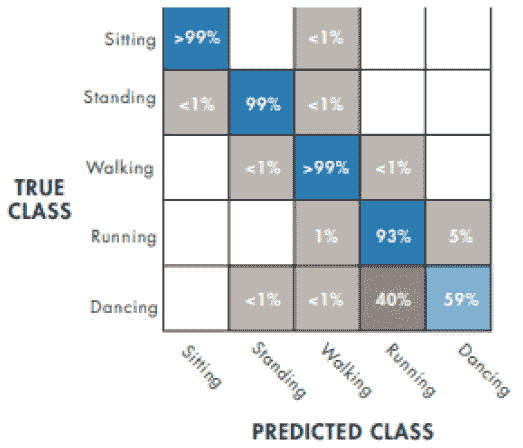 Sitting >99% <1%
Standing <1% 99% <1%
Walking <1% >99% <1%
TRUE
CLASS
Running 1% 93% 5%
Dancing <1% <1% 40% 59%
Sitting Standing Walking Running Dancing
PREDICTED CLASS